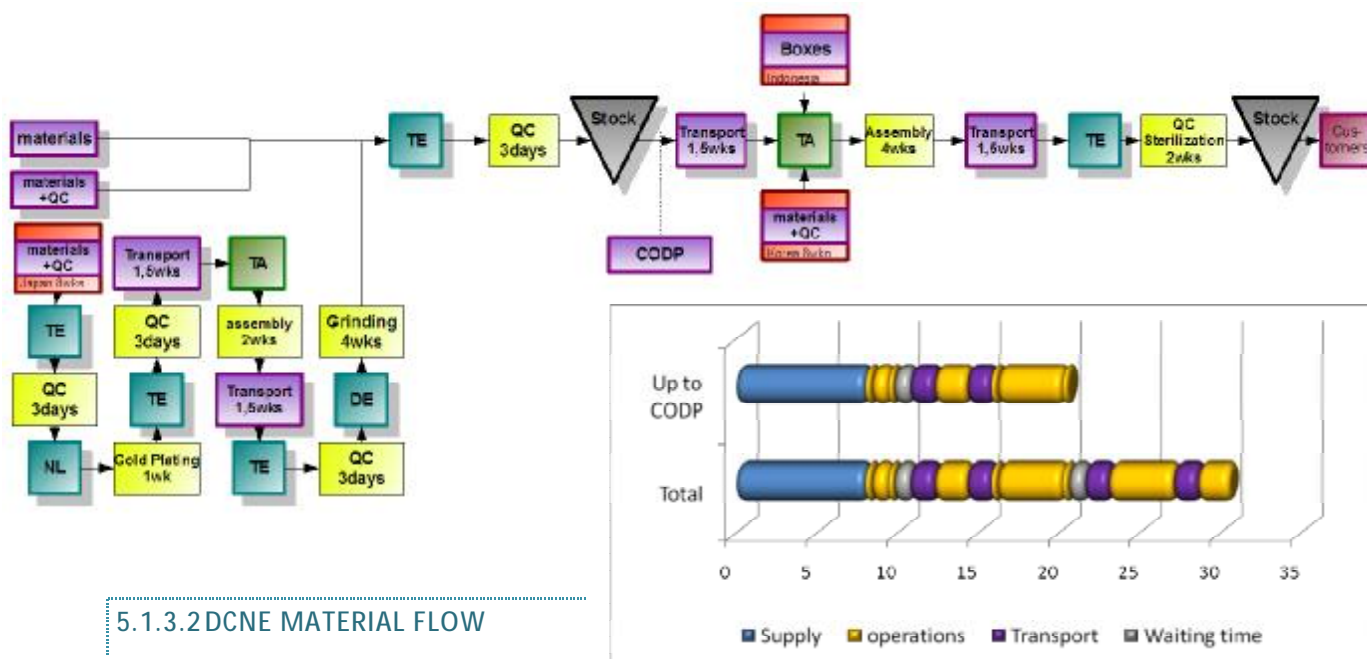 Boxes
Indonesia
materials
TE
QC
3days
Stock
Transport
1,5wks
TA
Assembly
4wks
Transport
1,5wks
TE
QC
Sterilization
2wks
Stock
Cus-
tomers
materials
+QC
materials
+QC
Japan 8wks
Transport
1,5wks
TA
CODP
materials
+QC
Korea 8wks
TE
QC
3days
assembly
2wks
Grinding
4wks
QC
3days
TE
Transport
1,5wks
DE
NL
Gold Plating
1wk
TE
QC
3days
Up to
CODP
Total
0 5 10 15 20 25 30 35
Supply operations Transport Waiting time
5.1.3.2 DCNE MATERIAL FLOW